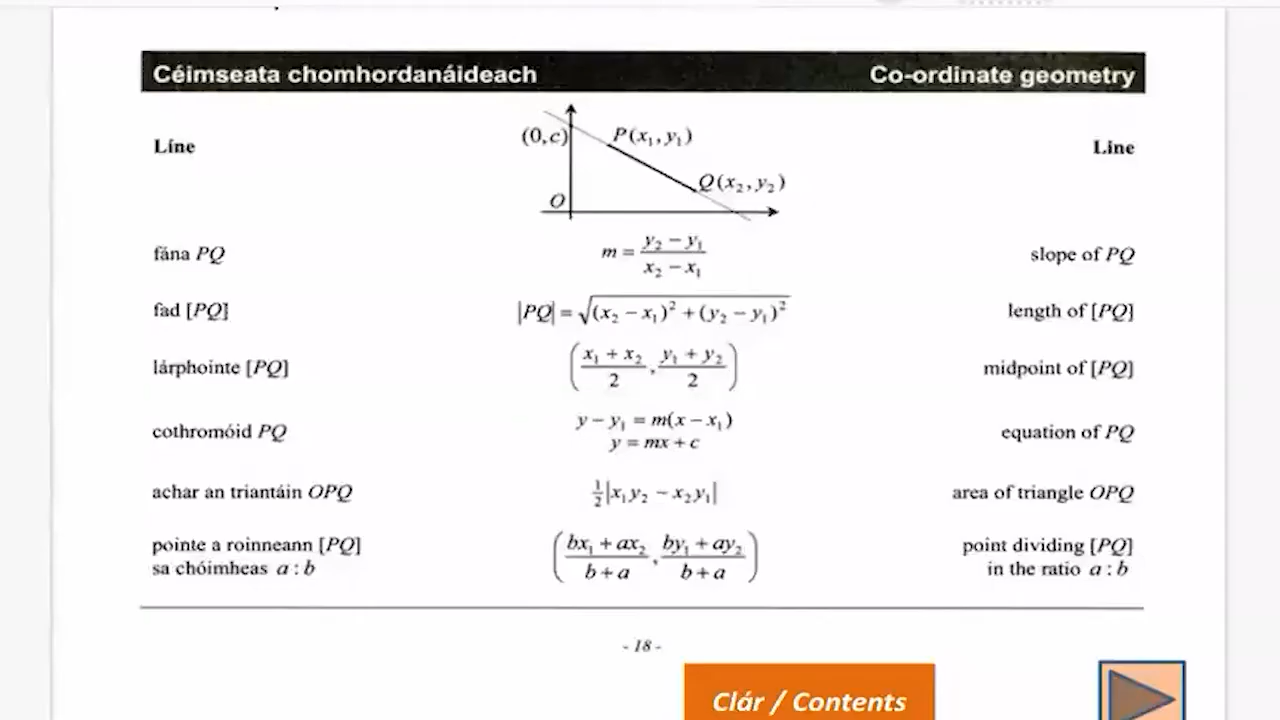 Céimseata chomhordanáideach Co-ordinate geometry
Líne (0,c) P(x₁, y₁) Line
Q(x₂, y₂)
O
fána PQ m = (y₂ − y₁)/(x₂ − x₁) slope of PQ
fad [PQ] |PQ| = √((x₂ − x₁)² + (y₂ − y₁)²) length of [PQ]
lárphointe [PQ] ((x₁ + x₂)/2, (y₁ + y₂)/2) midpoint of [PQ]
cothromóid PQ y − y₁ = m(x − x₁) equation of PQ
y = mx + c
achar an triantáin OPQ ½|x₁y₂ − x₂y₁| area of triangle OPQ
pointe a roinneann [PQ] ((bx₁ + ax₂)/(b + a), (by₁ + ay₂)/(b + a)) point dividing [PQ]
sa chóimheas a : b in the ratio a : b
- 18 -
Clár / Contents